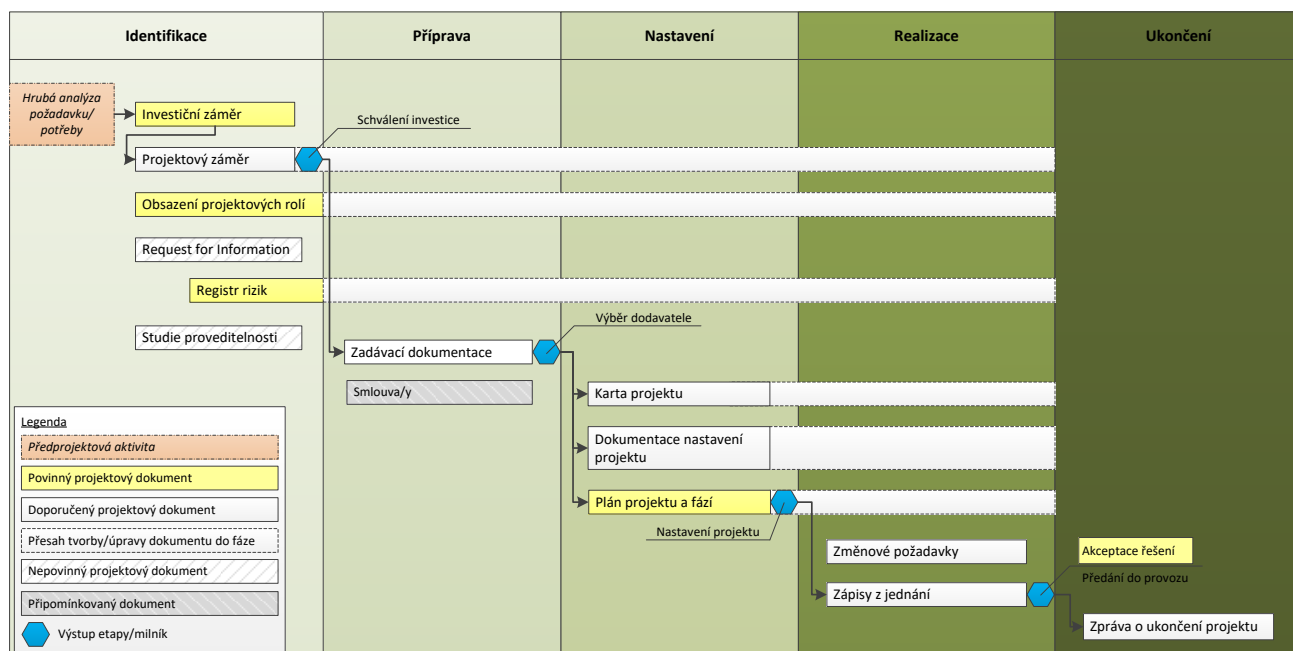 Identifikace
Příprava
Nastavení
Realizace
Ukončení
Hrubá analýza
požadavku/
potřeby
Investiční záměr
Schválení investice
Projektový záměr
Obsazení projektových rolí
Request for Information
Registr rizik
Studie proveditelnosti
Výběr dodavatele
Zadávací dokumentace
Smlouva/y
Karta projektu
Dokumentace nastavení
projektu
Plán projektu a fází
Nastavení projektu
Změnové požadavky
Akceptace řešení
Předání do provozu
Zápisy z jednání
Zpráva o ukončení projektu
Legenda
Předprojektová aktivita
Povinný projektový dokument
Doporučený projektový dokument
Přesah tvorby/úpravy dokumentu do fáze
Nepovinný projektový dokument
Připomínkovaný dokument
Výstup etapy/milník